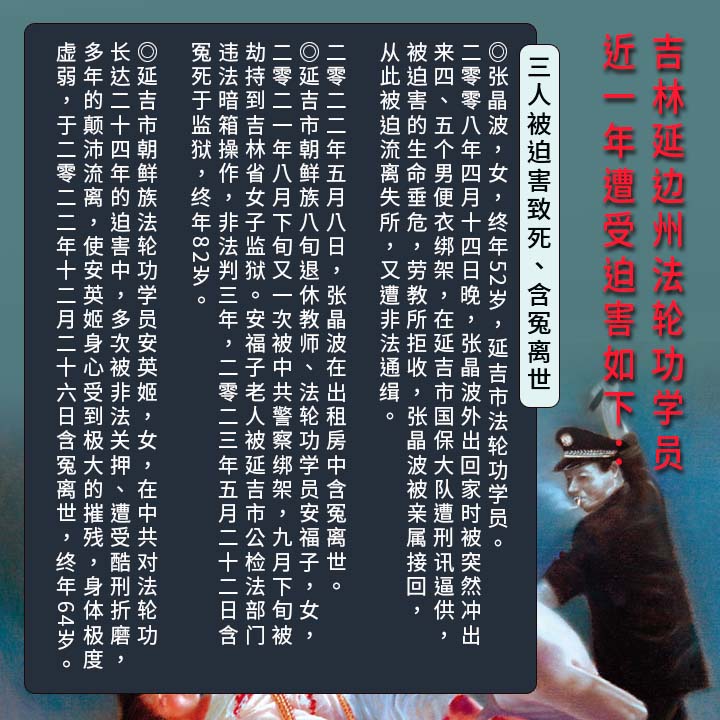 吉林延边州法轮功学员
近一年遭受迫害如下：
三人被迫害致死、含冤离世
◎张晶波，女，终年52岁，延吉市法轮功学员。
二零零八年四月十四日晚，张晶波外出回家时被突然冲出
来四、五个男便衣绑架，在延吉市国保大队遭刑讯逼供，
被迫害的生命垂危，劳教所拒收，张晶波被亲属接回，
从此被迫流离失所，又遭非法通缉。
二零二二年五月八日，张晶波在出租房中含冤离世。
◎延吉市朝鲜族八旬退休教师、法轮功学员安福子，女，
二零二一年八月下旬又一次被中共警察绑架，九月下旬被
劫持到吉林省女子监狱。安福子老人被延吉市公检法部门
违法暗箱操作，非法判三年，二零二三年五月二十二日含
冤死于监狱，终年82岁。
◎延吉市朝鲜族法轮功学员安英姬，女，在中共对法轮功
长达二十四年的迫害中，多次被非法关押、遭受酷刑折磨，
多年的颠沛流离，使安英姬身心受到极大的摧残，身体极度
虚弱，于二零二二年十二月二十六日含冤离世，终年64岁。